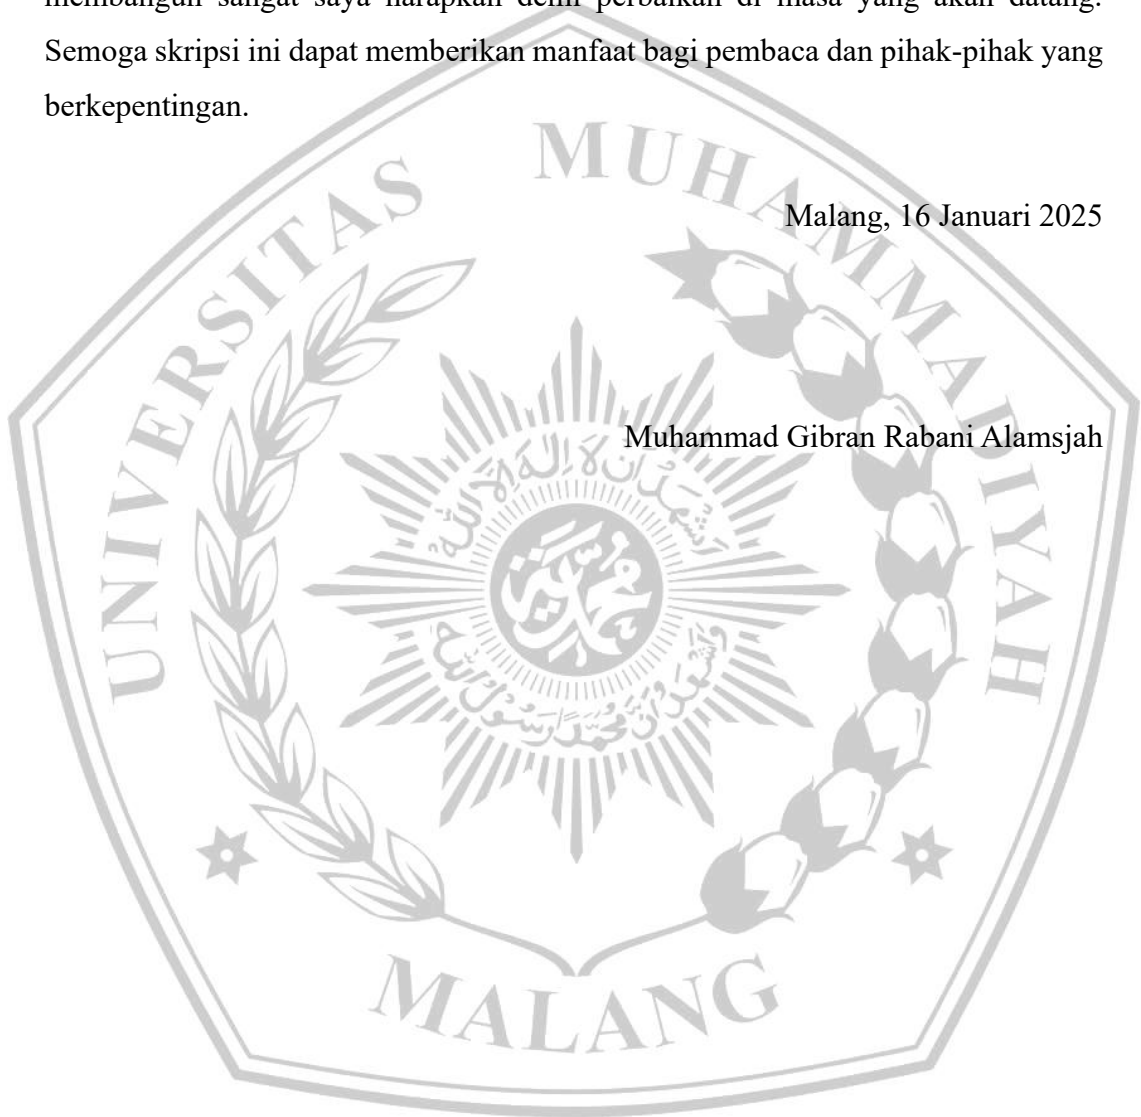 membangun sangat saya harapkan demi perbaikan di masa yang akan datang.
Semoga skripsi ini dapat memberikan manfaat bagi pembaca dan pihak-pihak yang
berkepentingan.
Malang, 16 Januari 2025
Muhammad Gibran Rabani Alamsjah
UNIVERSITAS MUHAMMADIYAH
MALANG